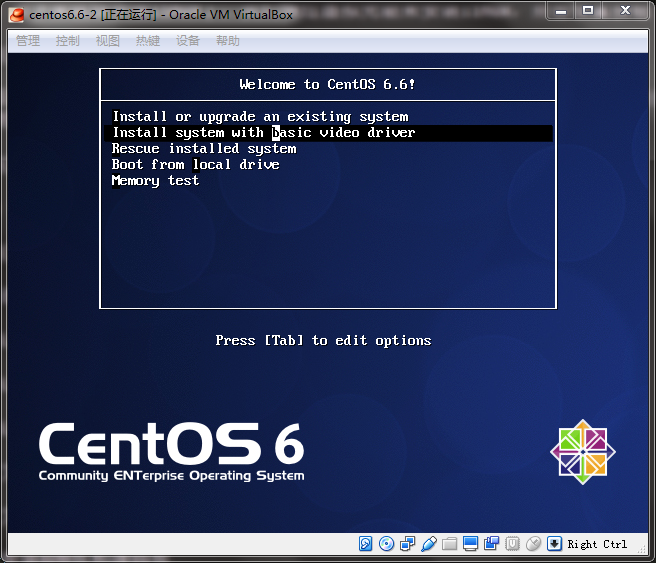 centos6.6-2 [正在运行] - Oracle VM VirtualBox
管理 控制 视图 热键 设备 帮助
Welcome to CentOS 6.6!
Install or upgrade an existing system
Install system with basic video driver
Rescue installed system
Boot from local drive
Memory test
Press [Tab] to edit options
CentOS 6
Community ENTerprise Operating System
Right Ctrl